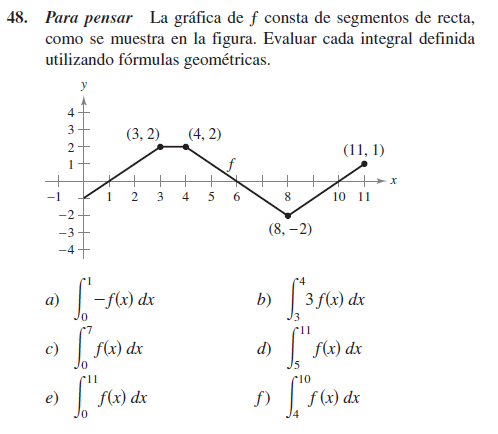 48. Para pensar La gráfica de f consta de segmentos de recta,
como se muestra en la figura. Evaluar cada integral definida
utilizando fórmulas geométricas.
y
4
3 (3, 2) (4, 2)
2 (11, 1)
1 f
x
−1 1 2 3 4 5 6 8 10 11
−2
−3 (8, −2)
−4
a) ∫₀¹ −f(x) dx b) ∫₃⁴ 3 f(x) dx
c) ∫₀⁷ f(x) dx d) ∫₅¹¹ f(x) dx
e) ∫₀¹¹ f(x) dx f) ∫₄¹⁰ f(x) dx